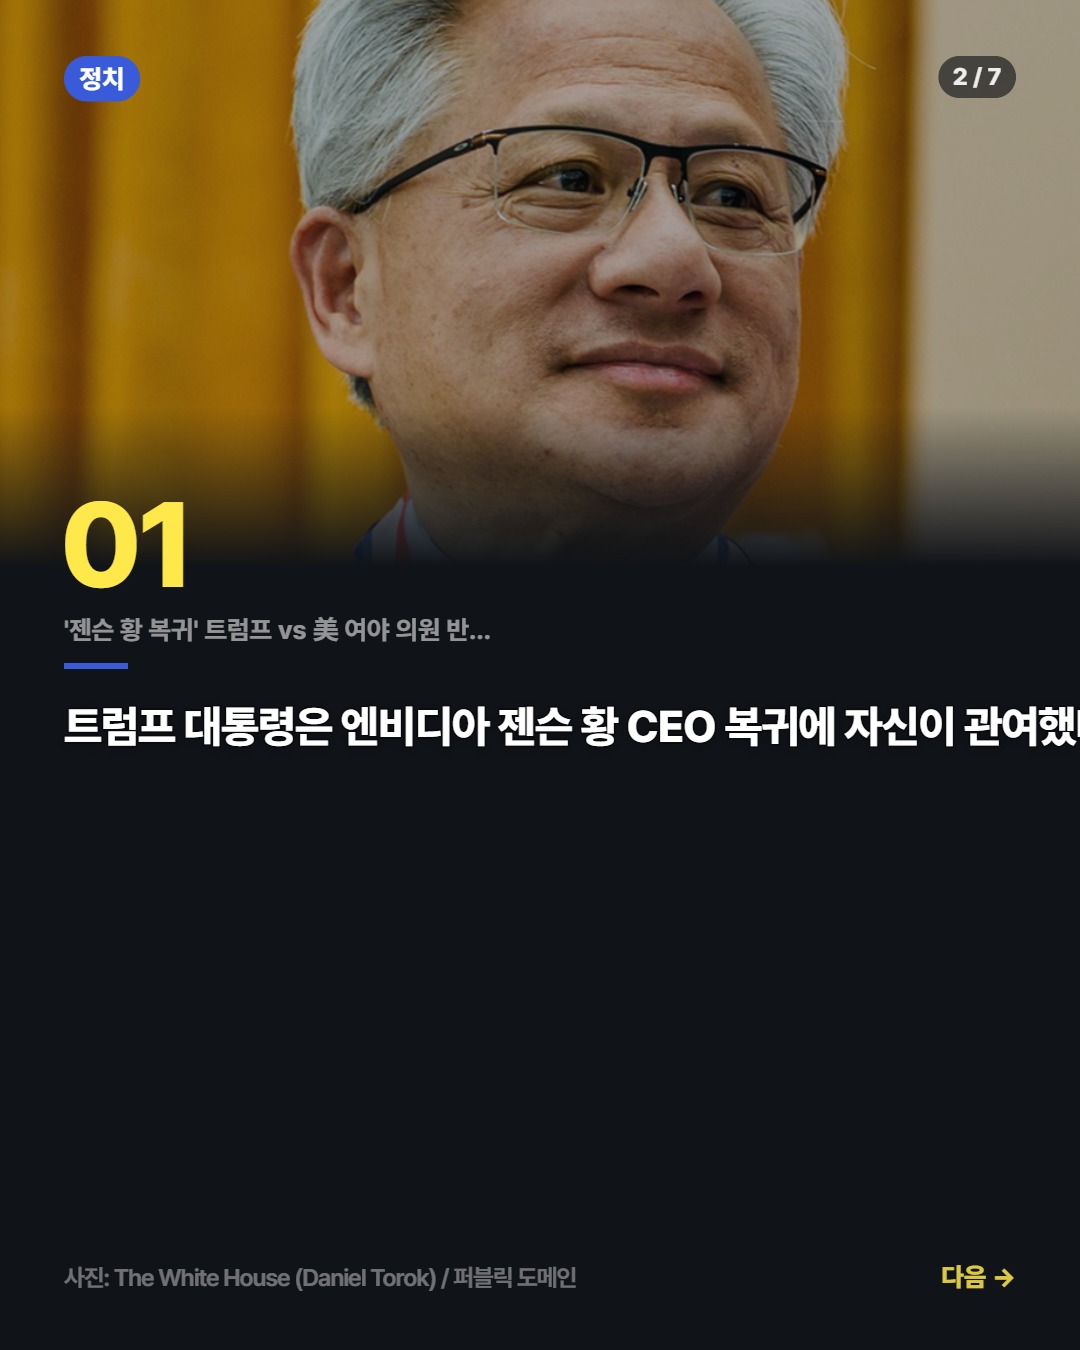 정치
2 / 7
01
'젠슨 황 복귀' 트럼프 vs 美 여야 의원 반...
트럼프 대통령은 엔비디아 젠슨 황 CEO 복귀에 자신이 관여했
사진: The White House (Daniel Torok) / 퍼블릭 도메인
다음 →